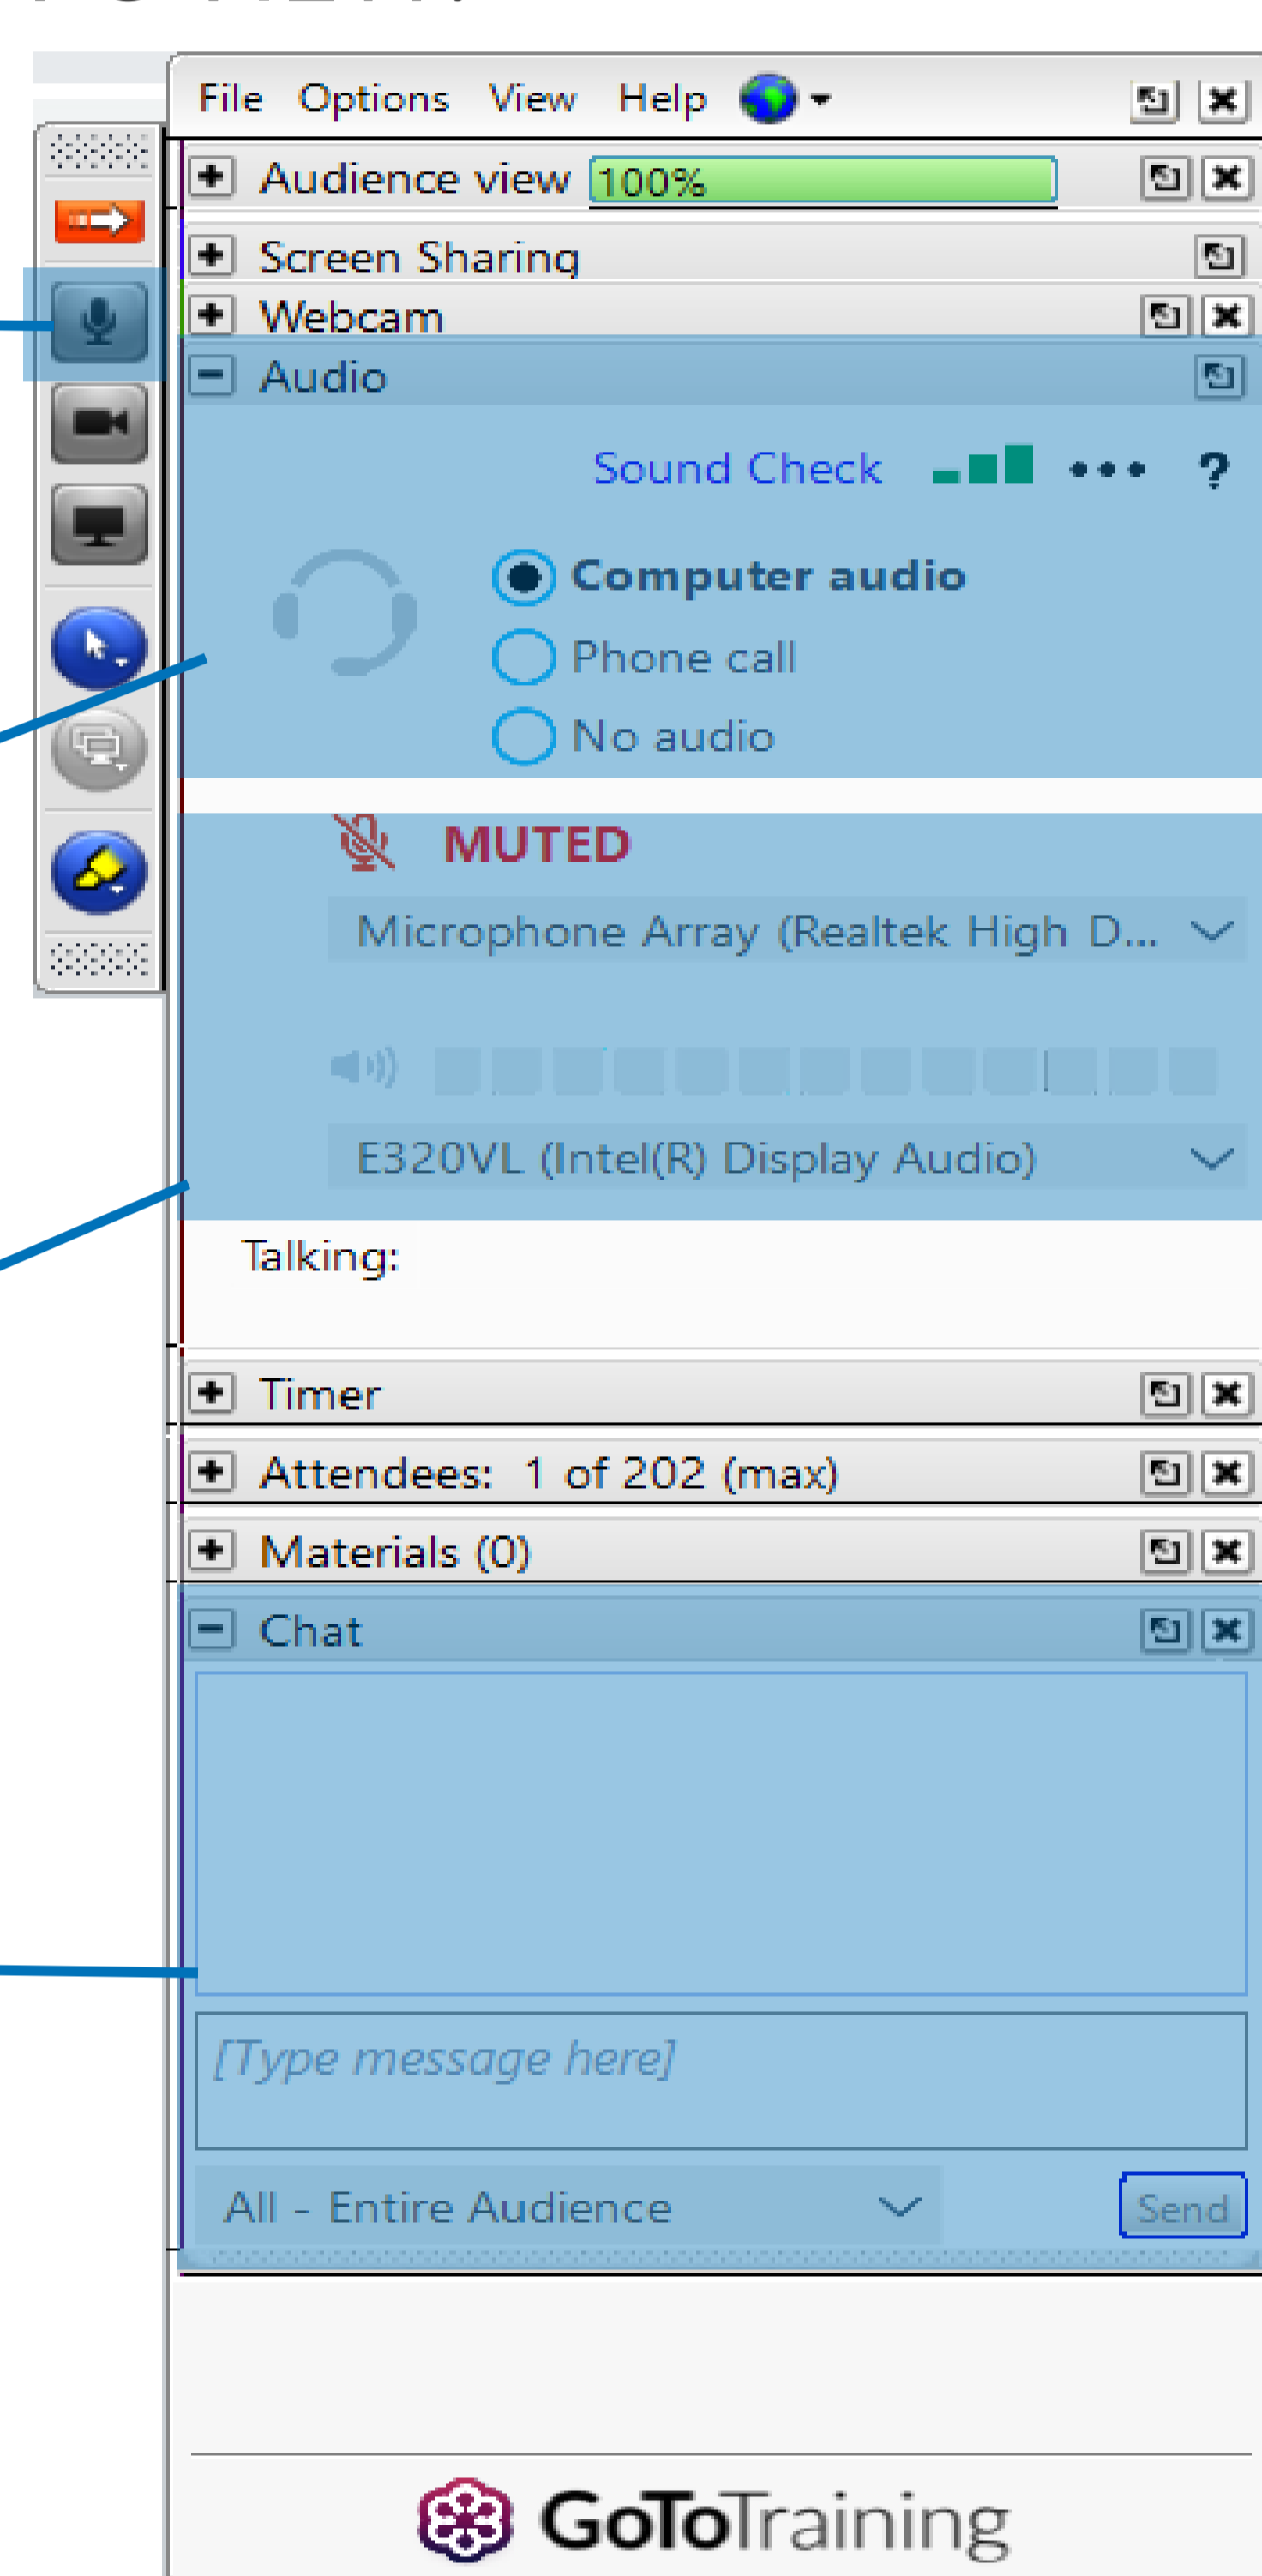 File Options View Help
Audience view 100%
Screen Sharing
Webcam
Audio
Sound Check ?
Computer audio
Phone call
No audio
MUTED
Microphone Array (Realtek High D...
E320VL (Intel(R) Display Audio)
Talking:
Timer
Attendees: 1 of 202 (max)
Materials (0)
Chat
[Type message here]
All - Entire Audience
Send
GoToTraining